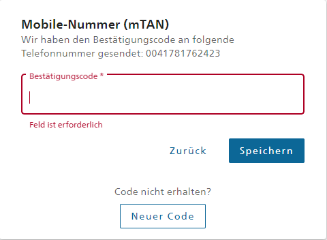 Mobile-Nummer (mTAN)
Wir haben den Bestätigungscode an folgende
Telefonnummer gesendet: 0041781762423
Bestätigungscode *
Feld ist erforderlich
Zurück
Speichern
Code nicht erhalten?
Neuer Code